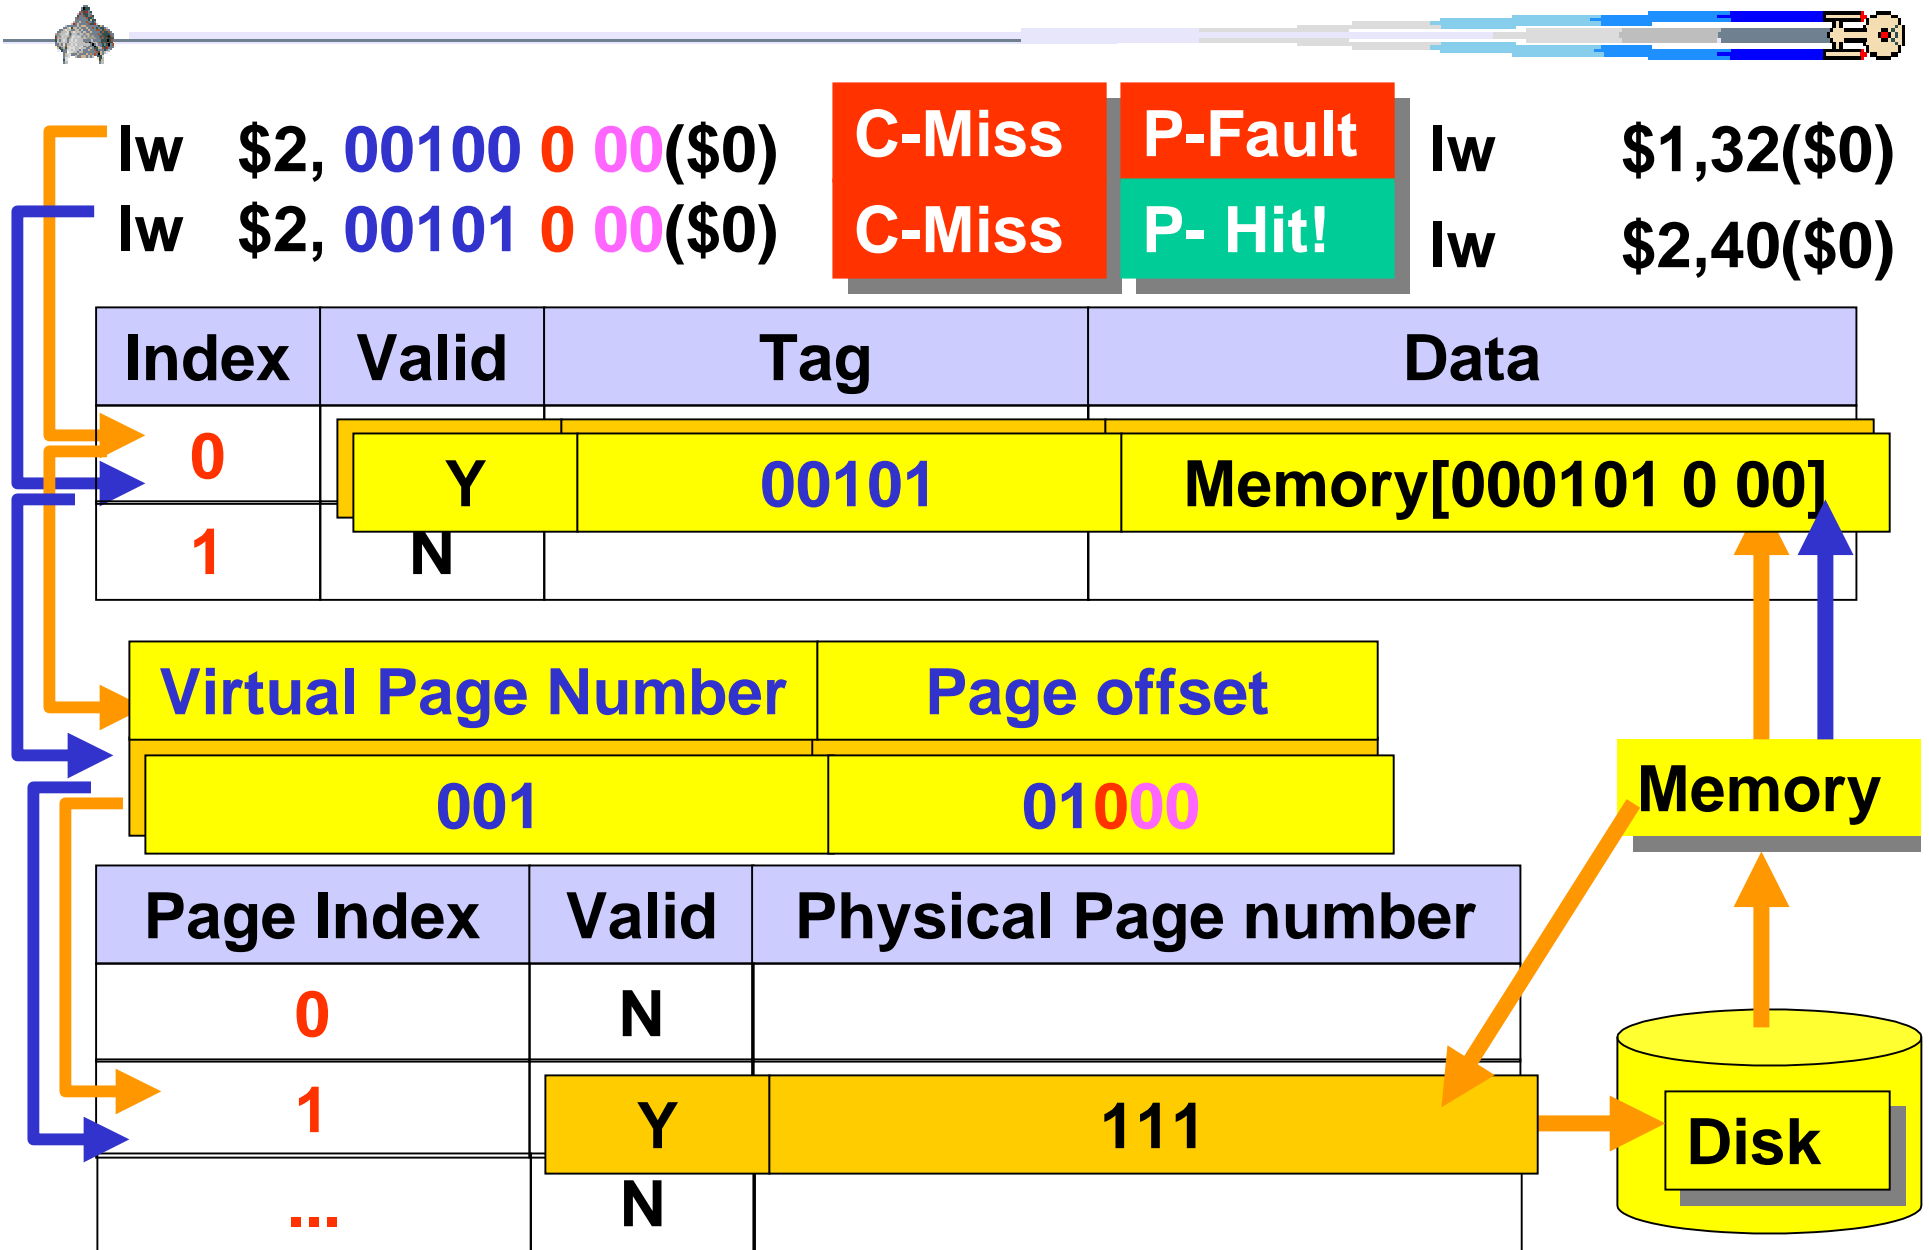 lw $2, 00100 0 00($0) C-Miss P-Fault lw $1,32($0)
lw $2, 00101 0 00($0) C-Miss P- Hit! lw $2,40($0)
Index Valid Tag Data
0 Y 00101 Memory[000101 0 00]
1 N
Virtual Page Number Page offset
001 01000
Memory
Page Index Valid Physical Page number
0 N
1 Y 111
Disk
... N